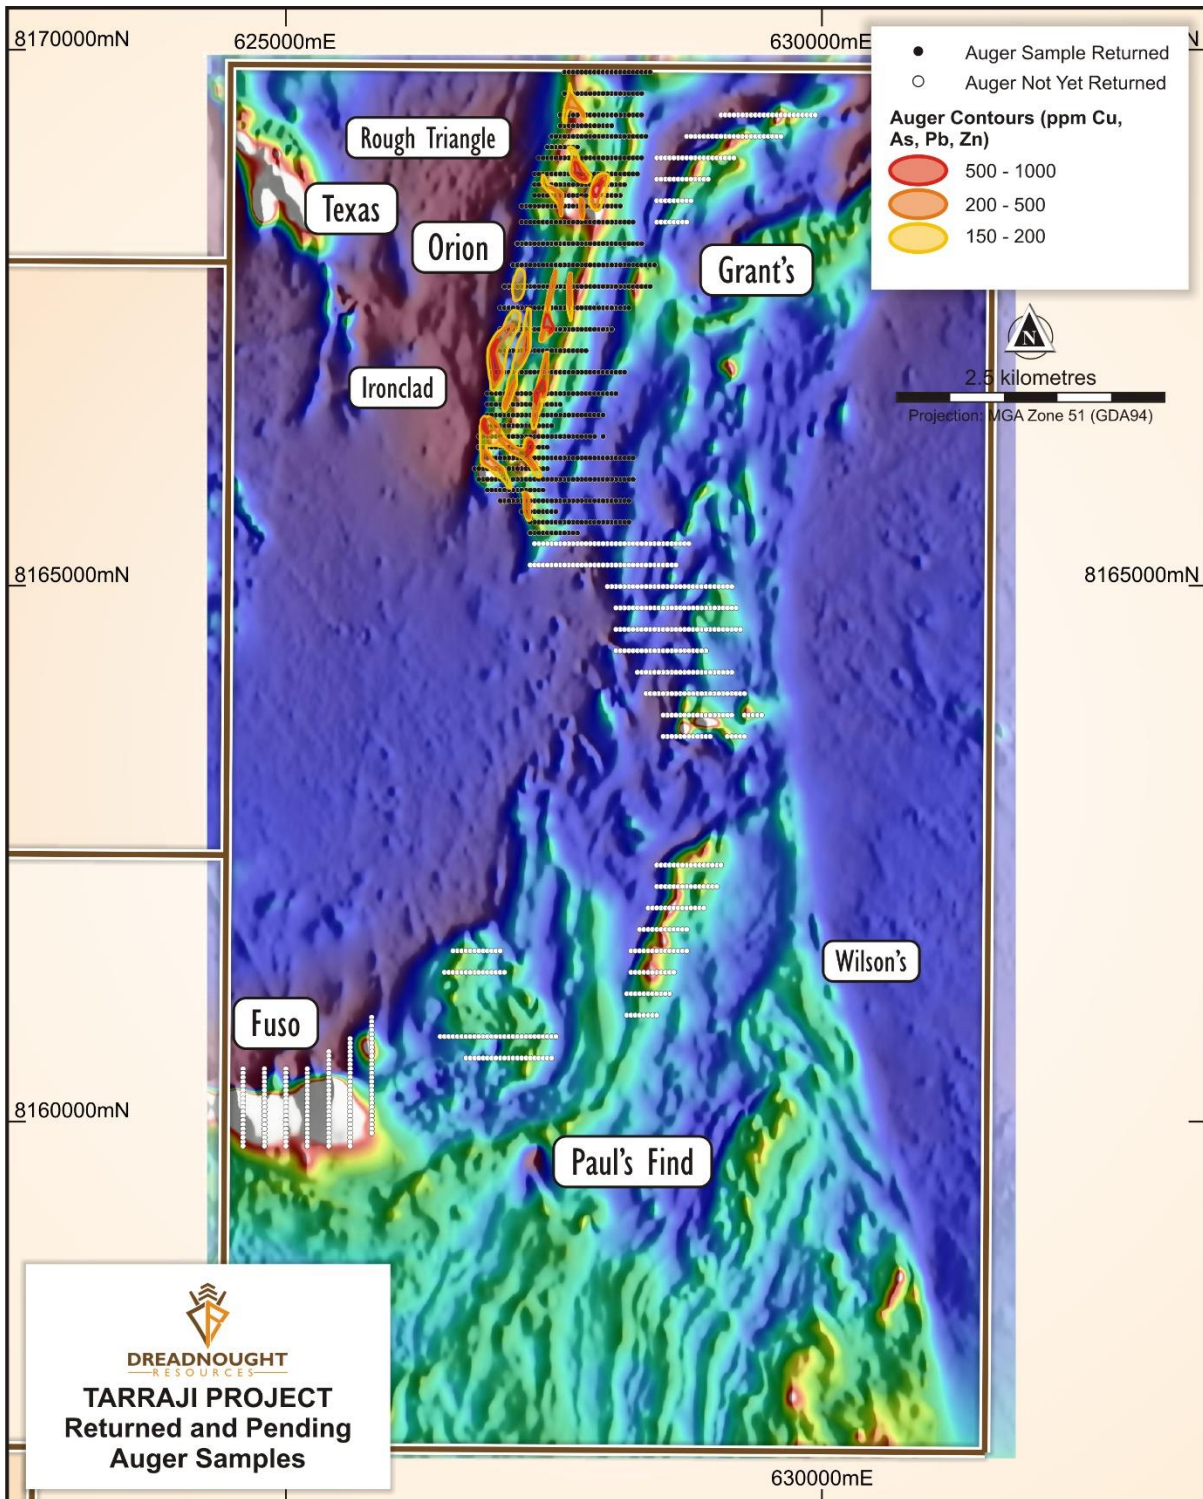 8170000mN
625000mE
630000mE
N
Auger Sample Returned
Auger Not Yet Returned
Auger Contours (ppm Cu,
As, Pb, Zn)
500 - 1000
200 - 500
150 - 200
Rough Triangle
Texas
Orion
Grant's
N
2.5 kilometres
Projection: MGA Zone 51 (GDA94)
Ironclad
8165000mN
8165000mN
Wilson's
Fuso
8160000mN
Paul's Find
DREADNOUGHT
RESOURCES
TARRAJI PROJECT
Returned and Pending
Auger Samples
630000mE